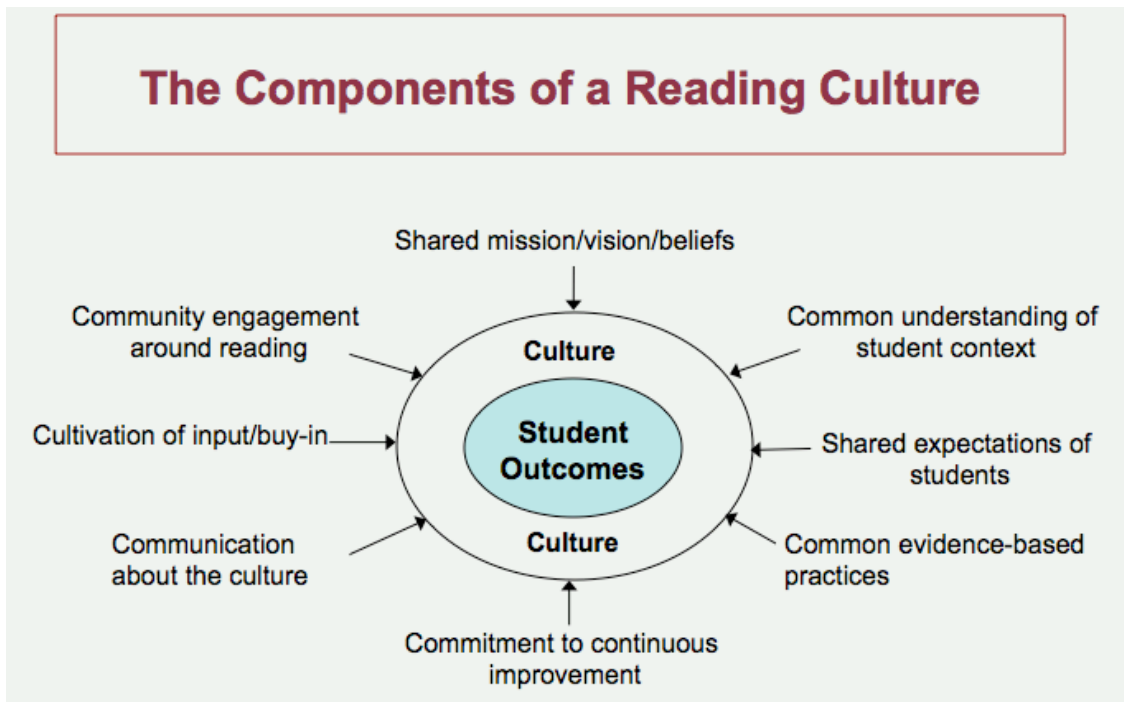 The Components of a Reading Culture
Shared mission/vision/beliefs
Community engagement
around reading
Common understanding of
student context
Culture
Cultivation of input/buy-in
Student
Outcomes
Shared expectations of
students
Communication
about the culture
Culture
Common evidence-based
practices
Commitment to continuous
improvement